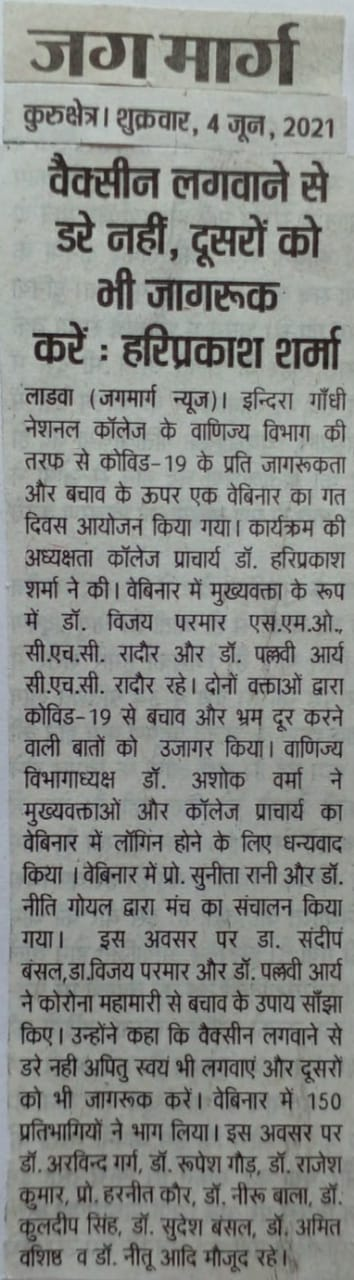 जग मार्ग
कुरुक्षेत्र। शुक्रवार, 4 जून, 2021
वैक्सीन लगवाने से
डरे नहीं, दूसरों को
भी जागरूक
करें : हरिप्रकाश शर्मा
लाडवा (जगमार्ग न्यूज)। इन्दिरा गाँधी
नेशनल कॉलेज के वाणिज्य विभाग की
तरफ से कोविड-19 के प्रति जागरूकता
और बचाव के ऊपर एक वेबिनार का गत
दिवस आयोजन किया गया। कार्यक्रम की
अध्यक्षता कॉलेज प्राचार्य डॉ. हरिप्रकाश
शर्मा ने की। वेबिनार में मुख्यवक्ता के रूप
में डॉ. विजय परमार एस.एम.ओ.,
सी.एच.सी. रादौर और डॉ. पल्लवी आर्य
सी.एच.सी. रादौर रहे। दोनों वक्ताओं द्वारा
कोविड-19 से बचाव और भ्रम दूर करने
वाली बातों को उजागर किया। वाणिज्य
विभागाध्यक्ष डॉ. अशोक वर्मा ने
मुख्यवक्ताओं और कॉलेज प्राचार्य का
वेबिनार में लॉगिन होने के लिए धन्यवाद
किया । वेबिनार में प्रो. सुनीता रानी और डॉ.
नीति गोयल द्वारा मंच का संचालन किया
गया। इस अवसर पर डा. संदीप
बंसल,डा.विजय परमार और डॉ. पल्लवी आर्य
ने कोरोना महामारी से बचाव के उपाय साँझा
किए। उन्होंने कहा कि वैक्सीन लगवाने से
डरे नही अपितु स्वयं भी लगवाएं और दूसरों
को भी जागरूक करें। वेबिनार में 150
प्रतिभागियों ने भाग लिया। इस अवसर पर
डॉ. अरविन्द गर्ग, डॉ. रूपेश गौड़, डॉ. राजेश
कुमार, प्रो. हरनीत कौर, डॉ. नीरू बाला, डॉ.
कुलदीप सिंह, डॉ. सुदेश बंसल, डॉ. अमित
वशिष्ठ व डॉ. नीतू आदि मौजूद रहे।